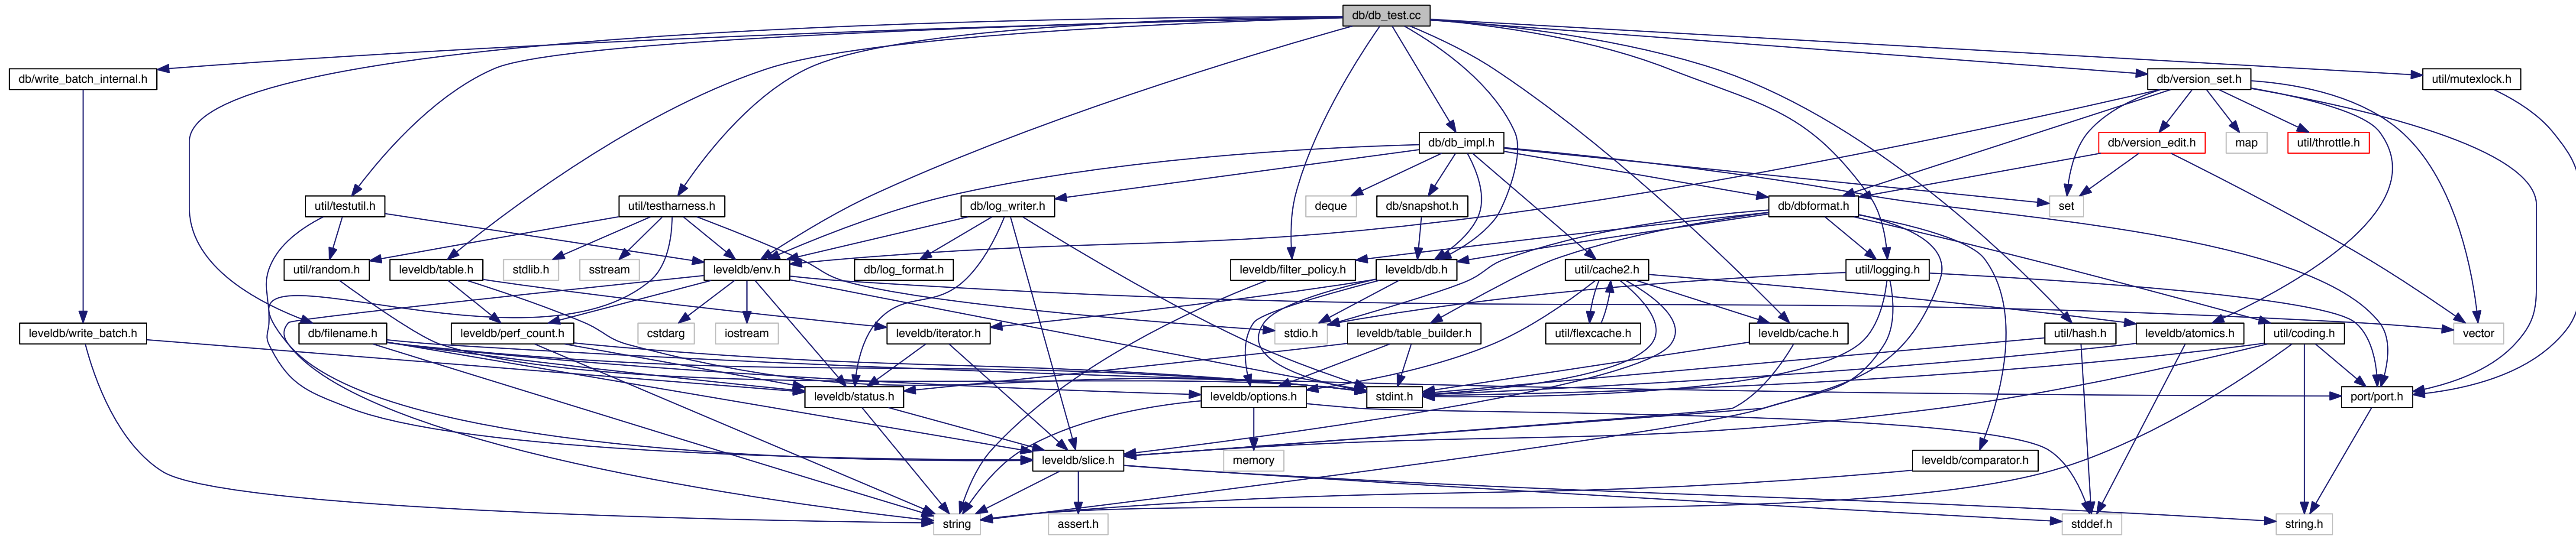 db/db_test.cc
db/write_batch_internal.h
db/version_set.h
util/mutexlock.h
db/db_impl.h
db/version_edit.h
map
util/throttle.h
util/testutil.h
util/testharness.h
db/log_writer.h
deque
db/snapshot.h
db/dbformat.h
set
util/random.h
leveldb/table.h
stdlib.h
sstream
leveldb/env.h
db/log_format.h
leveldb/filter_policy.h
leveldb/db.h
util/cache2.h
util/logging.h
leveldb/write_batch.h
db/filename.h
leveldb/perf_count.h
cstdarg
iostream
leveldb/iterator.h
stdio.h
leveldb/table_builder.h
util/flexcache.h
leveldb/cache.h
util/hash.h
leveldb/atomics.h
util/coding.h
vector
leveldb/status.h
leveldb/options.h
stdint.h
port/port.h
leveldb/slice.h
memory
leveldb/comparator.h
string
assert.h
stddef.h
string.h